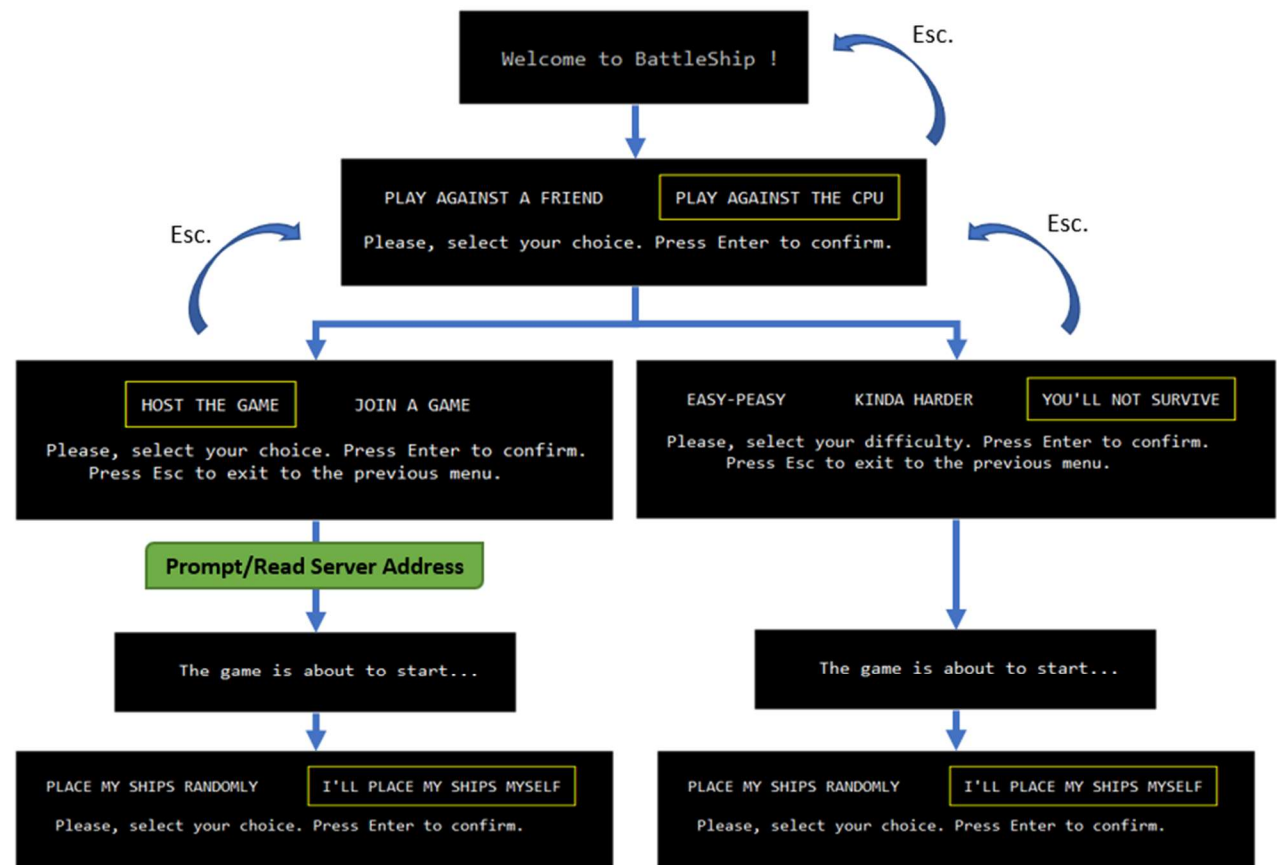 Welcome to BattleShip !
Esc.
PLAY AGAINST A FRIEND PLAY AGAINST THE CPU
Please, select your choice. Press Enter to confirm.
Esc.
Esc.
HOST THE GAME JOIN A GAME
Please, select your choice. Press Enter to confirm.
Press Esc to exit to the previous menu.
EASY-PEASY KINDA HARDER YOU'LL NOT SURVIVE
Please, select your difficulty. Press Enter to confirm.
Press Esc to exit to the previous menu.
Prompt/Read Server Address
The game is about to start...
The game is about to start...
PLACE MY SHIPS RANDOMLY I'LL PLACE MY SHIPS MYSELF
Please, select your choice. Press Enter to confirm.
PLACE MY SHIPS RANDOMLY I'LL PLACE MY SHIPS MYSELF
Please, select your choice. Press Enter to confirm.